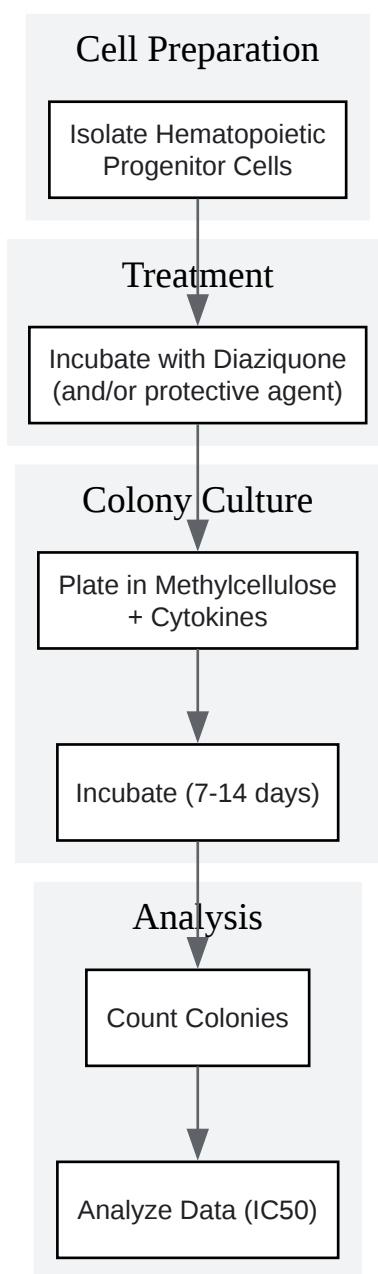 Cell Preparation
Isolate Hematopoietic
Progenitor Cells
Treatment
Incubate with Diaziquone
(and/or protective agent)
Colony Culture
Plate in Methylcellulose
+ Cytokines
Incubate (7-14 days)
Analysis
Count Colonies
Analyze Data (IC50)